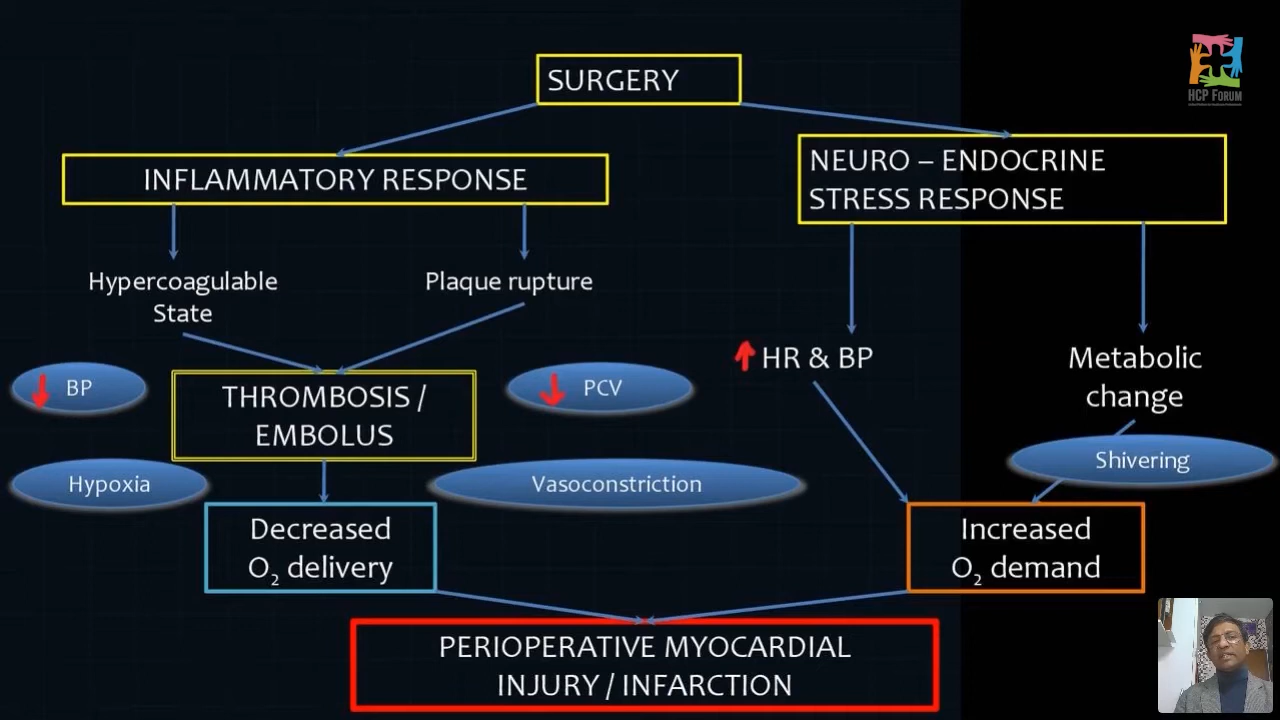 HCP FORUM
SURGERY
INFLAMMATORY RESPONSE
NEURO – ENDOCRINE
STRESS RESPONSE
Hypercoagulable
State
Plaque rupture
HR & BP
Metabolic
change
BP
THROMBOSIS /
EMBOLUS
PCV
Shivering
Hypoxia
Vasoconstriction
Decreased
O₂ delivery
Increased
O₂ demand
PERIOPERATIVE MYOCARDIAL
INJURY / INFARCTION